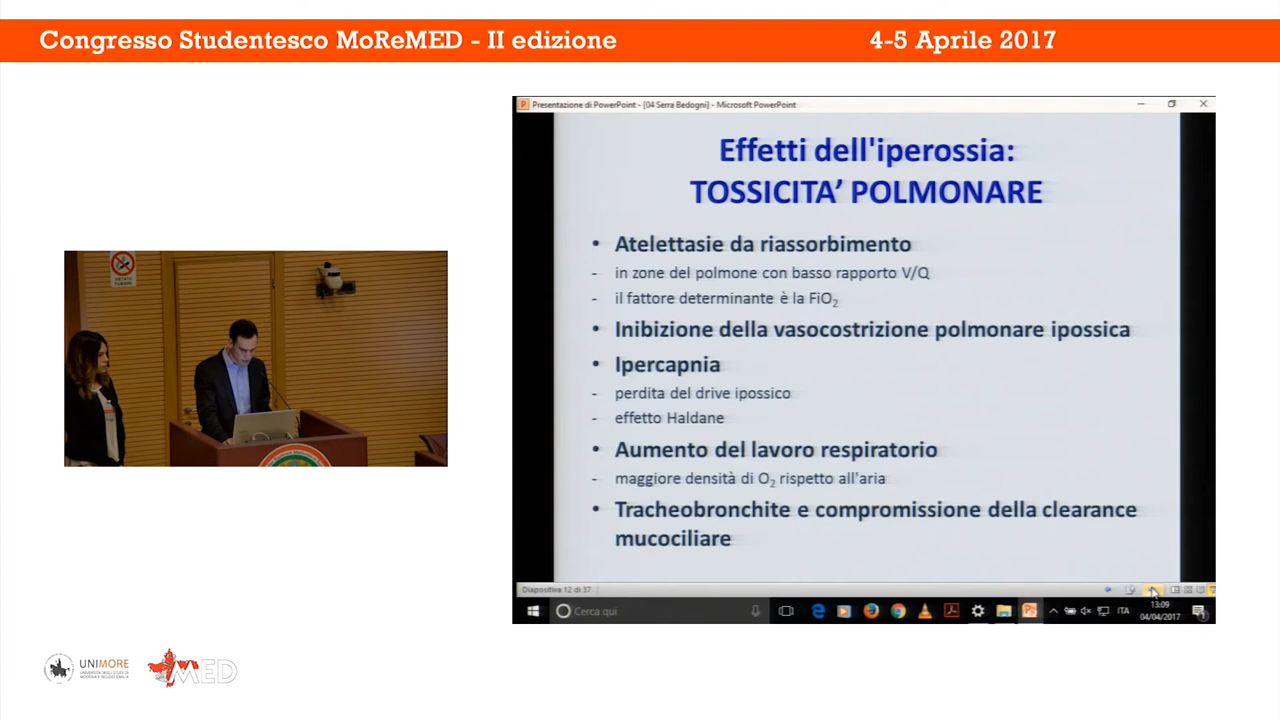 Congresso Studentesco MoReMED - II edizione
4-5 Aprile 2017
Presentazione di PowerPoint - [04 Serra Bedogni] - Microsoft PowerPoint
Effetti dell'iperossia:
TOSSICITA’ POLMONARE
• Atelettasie da riassorbimento
- in zone del polmone con basso rapporto V/Q
- il fattore determinante è la FiO₂
• Inibizione della vasocostrizione polmonare ipossica
• Ipercapnia
- perdita del drive ipossico
- effetto Haldane
• Aumento del lavoro respiratorio
- maggiore densità di O₂ rispetto all'aria
• Tracheobronchite e compromissione della clearance
mucociliare
Diapositiva 12 di 37
Cerca qui
ITA
13:09
04/04/2017
VIETATO FUMARE
UNIMORE
UNIVERSITÀ DEGLI STUDI DI
MODENA E REGGIO EMILIA
MED